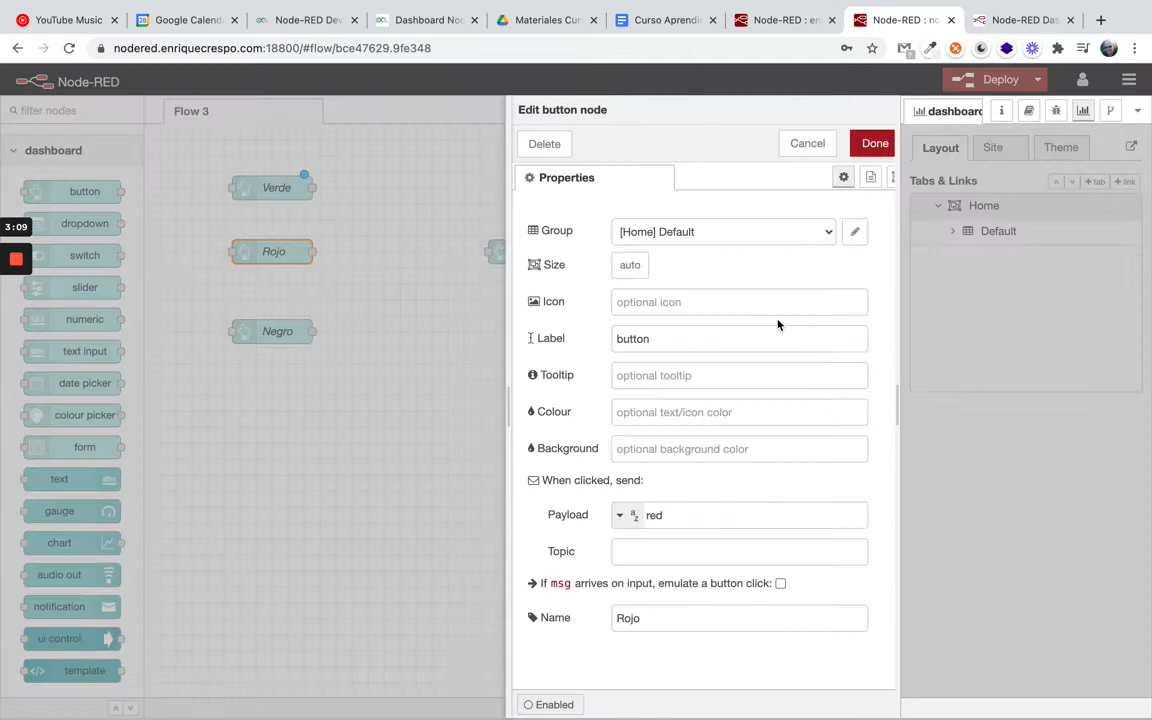 YouTube Music
Google Calend
Node-RED Dev
Dashboard Noo
Materiales Curs
Curso Aprendie
Node-RED : en
Node-RED : no
Node-RED Das
nodered.enriquecrespo.com:18800/#flow/bce47629.9fe348
Node-RED
Deploy
filter nodes
Flow 3
Edit button node
dashboard
i
dashboard
Delete
Cancel
Done
Layout
Site
Theme
Properties
Tabs & Links
tab
link
button
Verde
Home
dropdown
Group
[Home] Default
Default
3:09
switch
Rojo
Size
auto
slider
Icon
optional icon
numeric
Negro
Label
button
text input
Tooltip
optional tooltip
date picker
colour picker
Colour
optional text/icon color
form
Background
optional background color
text
abc
When clicked, send:
gauge
Payload
a z
red
chart
Topic
audio out
If msg arrives on input, emulate a button click:
notification
Name
Rojo
ui control
template
Enabled